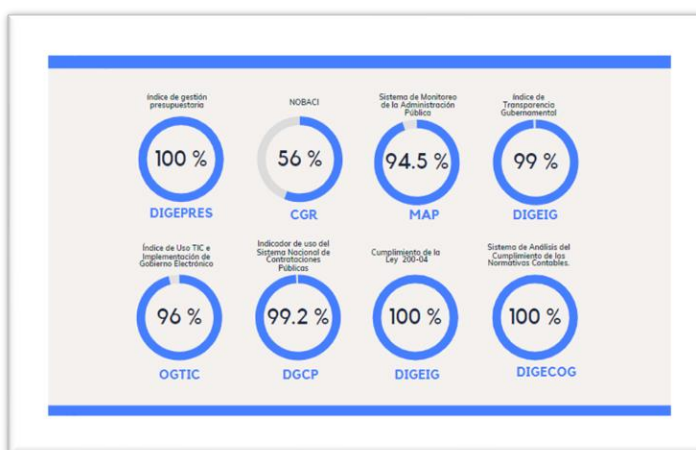 Índice de gestión
presupuestaria
100 %
DIGEPRES
NOBACI
56 %
CGR
Sistema de Monitoreo
de la Administración
Pública
94.5 %
MAP
Índice de
Transparencia
Gubernamental
99 %
DIGEIG
Índice de Uso TIC e
Implementación de
Gobierno Electrónico
96 %
OGTIC
Indicador de uso del
Sistema Nacional de
Contrataciones
Públicas
99.2 %
DGCP
Cumplimiento de la
Ley 200-04
100 %
DIGEIG
Sistema de Análisis del
Cumplimiento de las
Normativas Contables.
100 %
DIGECOG